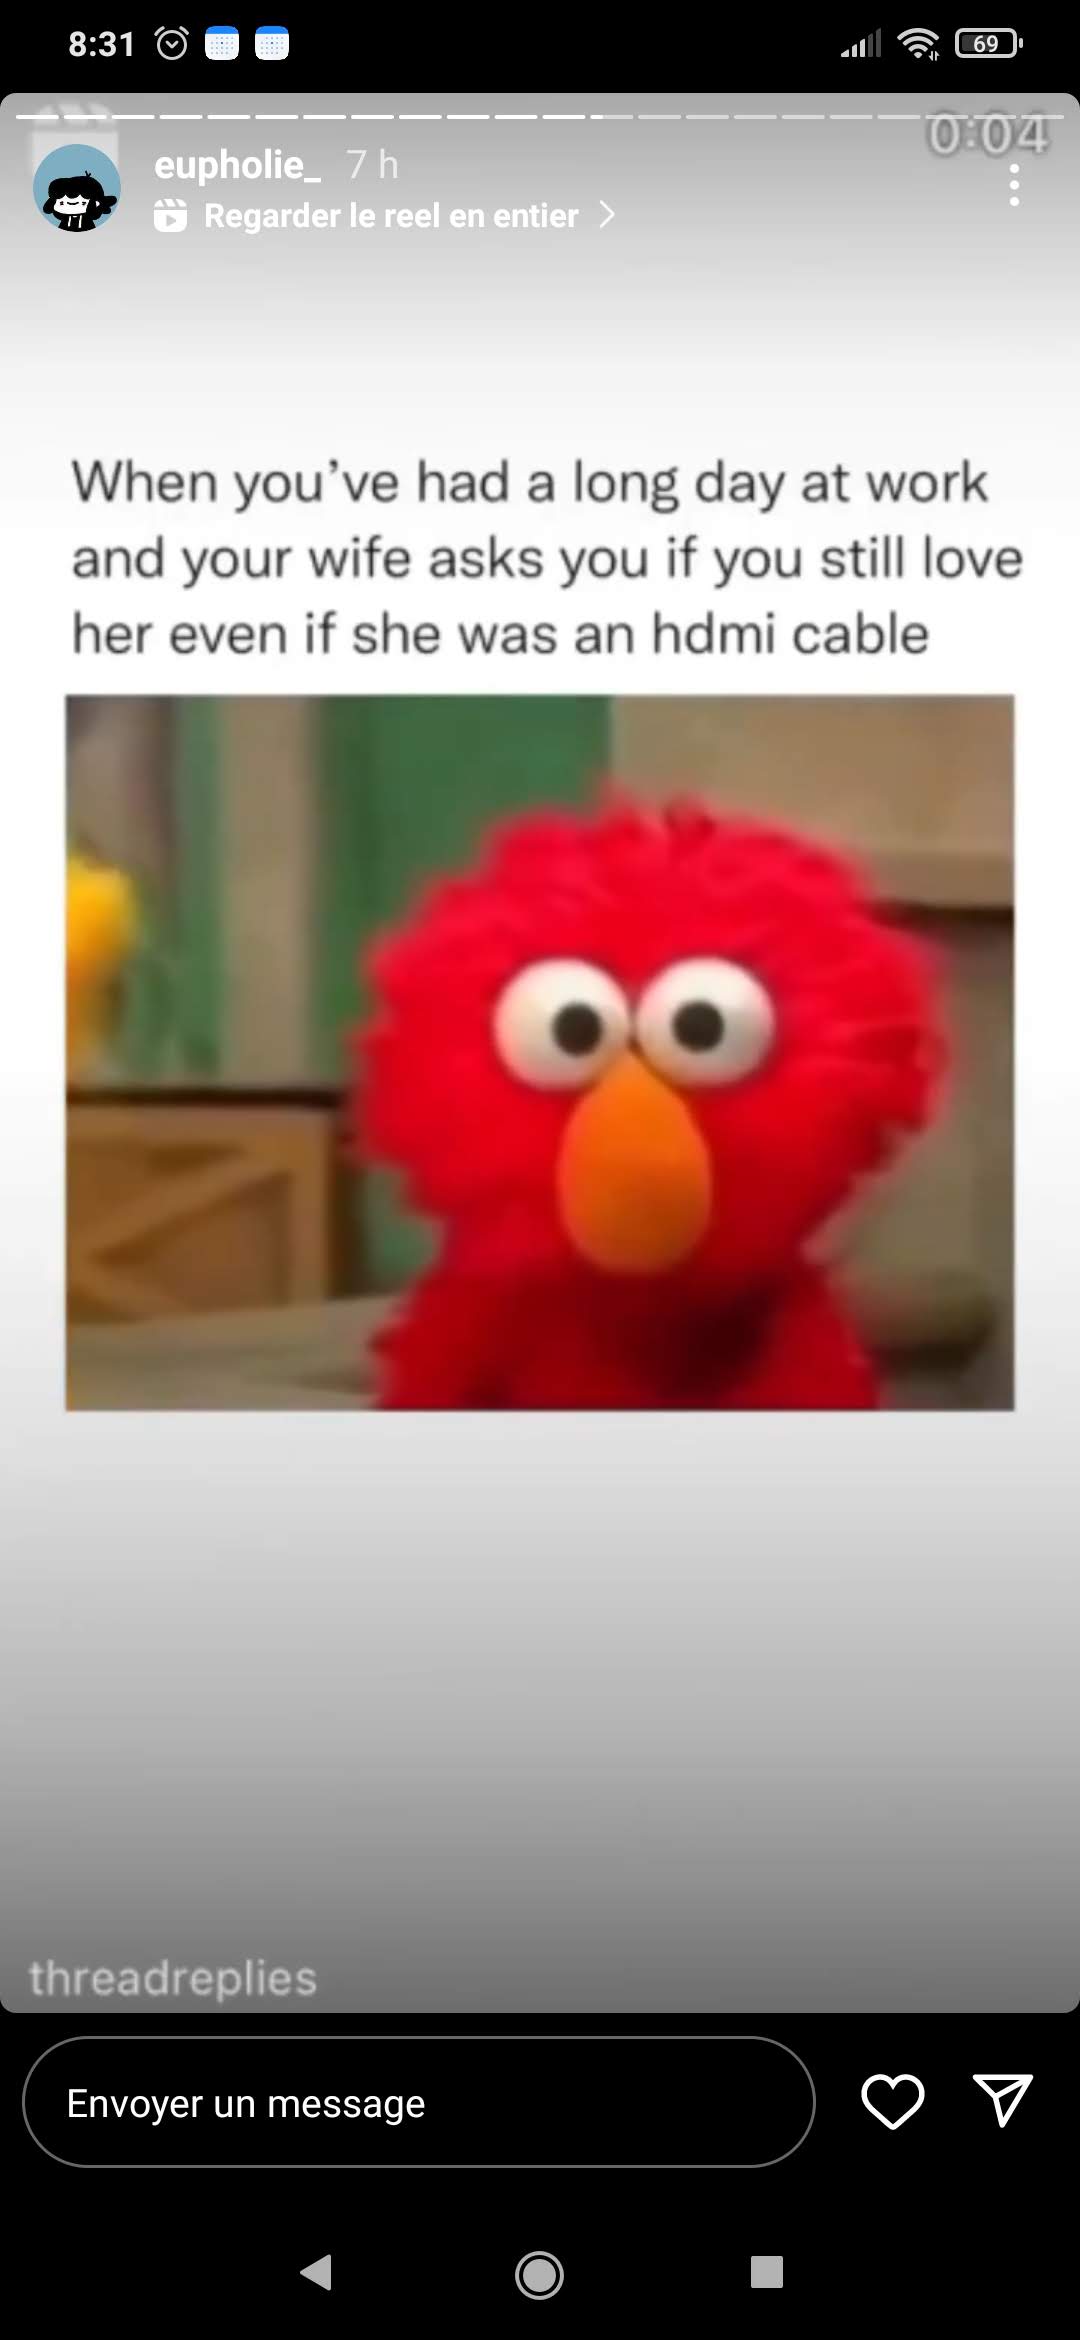 8:31
69
0:04
eupholie_ 7 h
Regarder le reel en entier
When you’ve had a long day at work
and your wife asks you if you still love
her even if she was an hdmi cable
threadreplies
Envoyer un message